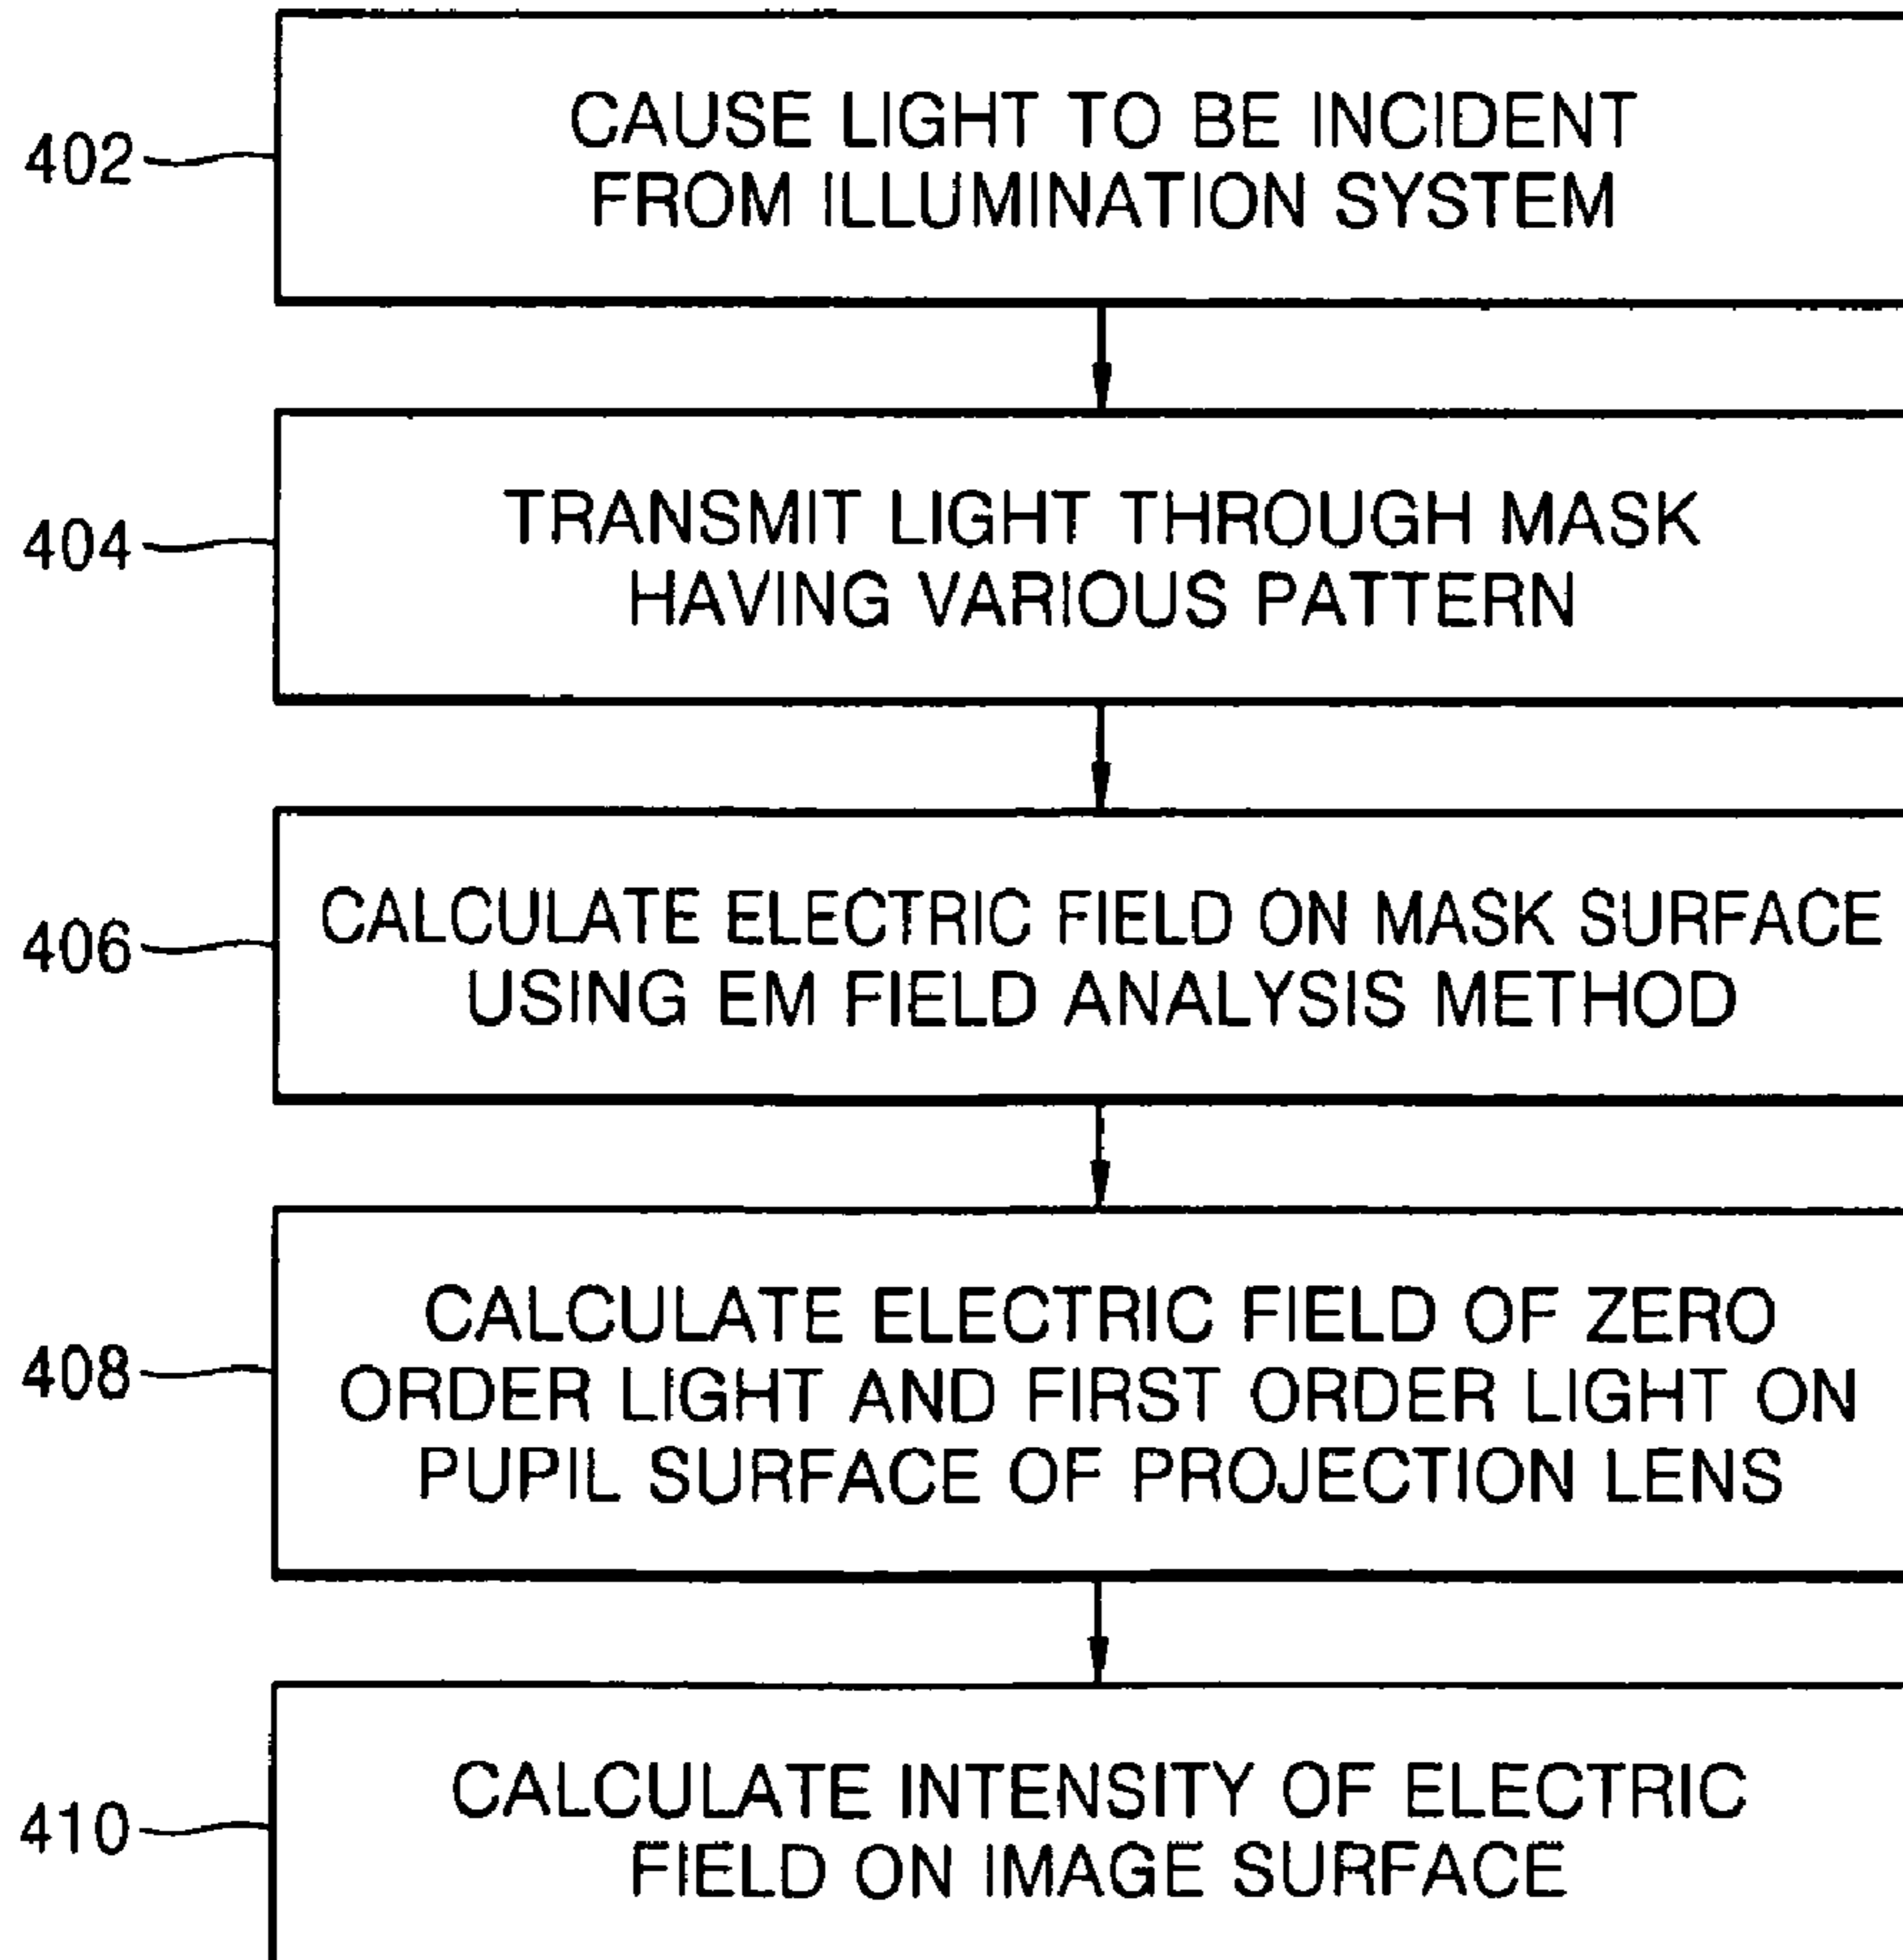 402
CAUSE LIGHT TO BE INCIDENT
FROM ILLUMINATION SYSTEM
404
TRANSMIT LIGHT THROUGH MASK
HAVING VARIOUS PATTERN
406
CALCULATE ELECTRIC FIELD ON MASK SURFACE
USING EM FIELD ANALYSIS METHOD
408
CALCULATE ELECTRIC FIELD OF ZERO
ORDER LIGHT AND FIRST ORDER LIGHT ON
PUPIL SURFACE OF PROJECTION LENS
410
CALCULATE INTENSITY OF ELECTRIC
FIELD ON IMAGE SURFACE